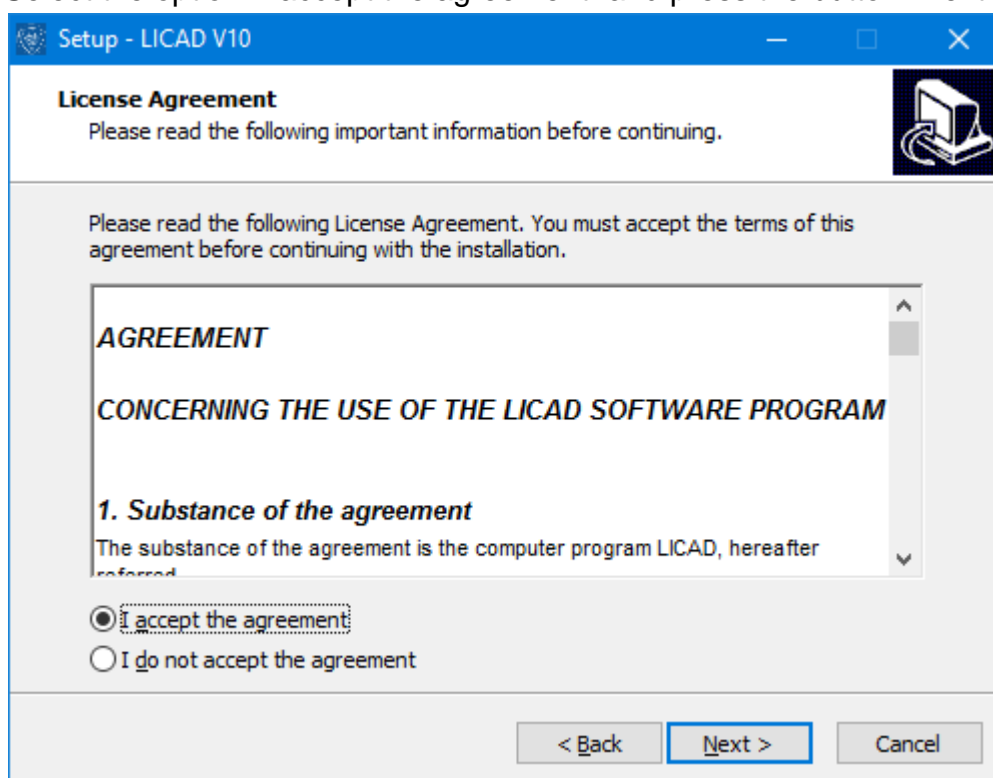 Setup - LICAD V10
License Agreement
Please read the following important information before continuing.
Please read the following License Agreement. You must accept the terms of this
agreement before continuing with the installation.
AGREEMENT
CONCERNING THE USE OF THE LICAD SOFTWARE PROGRAM
1. Substance of the agreement
The substance of the agreement is the computer program LICAD, hereafter
referred
I accept the agreement
I do not accept the agreement
< Back
Next >
Cancel